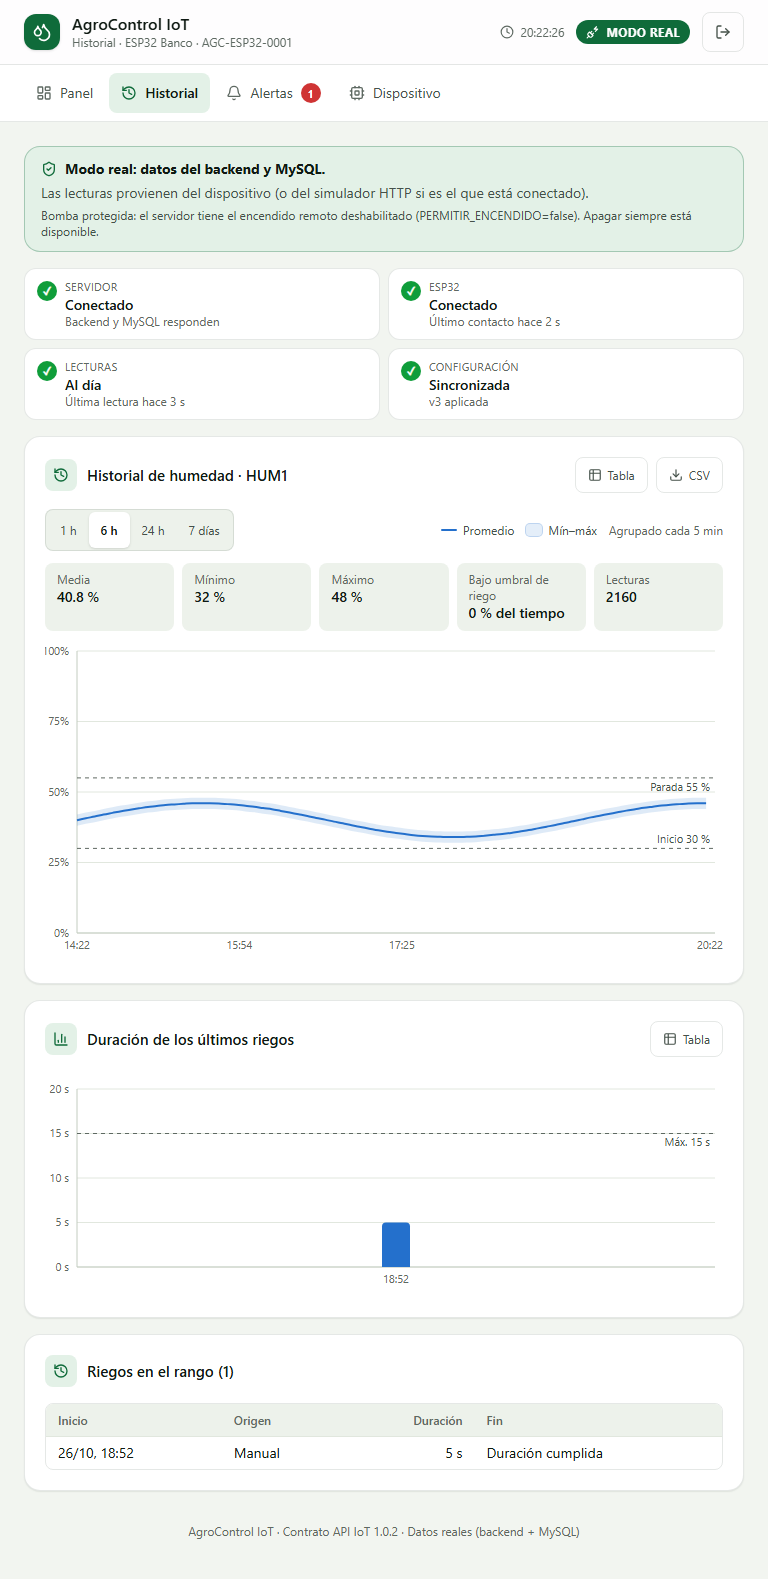 AgroControl IoT
Historial · ESP32 Banco · AGC-ESP32-0001
20:22:26
MODO REAL
Panel
Historial
Alertas 1
Dispositivo
Modo real: datos del backend y MySQL.
Las lecturas provienen del dispositivo (o del simulador HTTP si es el que está conectado).
Bomba protegida: el servidor tiene el encendido remoto deshabilitado (PERMITIR_ENCENDIDO=false). Apagar siempre está
disponible.
SERVIDOR
Conectado
Backend y MySQL responden
ESP32
Conectado
Último contacto hace 2 s
LECTURAS
Al día
Última lectura hace 3 s
CONFIGURACIÓN
Sincronizada
v3 aplicada
Historial de humedad · HUM1
Tabla
CSV
1 h
6 h
24 h
7 días
Promedio
Mín–máx
Agrupado cada 5 min
Media
40.8 %
Mínimo
32 %
Máximo
48 %
Bajo umbral de
riego
0 % del tiempo
Lecturas
2160
100%
75%
50%
25%
0%
Parada 55 %
Inicio 30 %
14:22
15:54
17:25
20:22
Duración de los últimos riegos
Tabla
20 s
15 s
10 s
5 s
0 s
Máx. 15 s
18:52
Riegos en el rango (1)
Inicio Origen Duración Fin
26/10, 18:52 Manual 5 s Duración cumplida
AgroControl IoT · Contrato API IoT 1.0.2 · Datos reales (backend + MySQL)